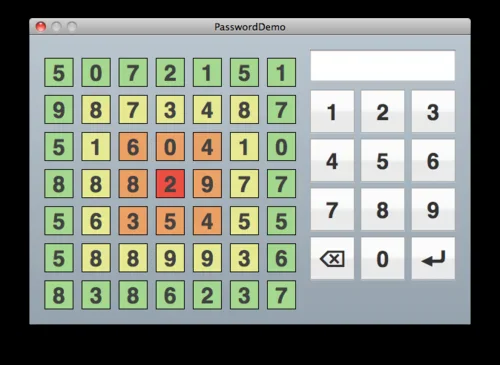 PasswordDemo
5 0 7 2 1 5 1
9 8 7 3 4 8 7
5 1 6 0 4 1 0
8 8 8 2 9 7 7
5 6 3 5 4 5 5
5 8 8 9 9 3 6
8 3 8 6 2 3 7
1 2 3
4 5 6
7 8 9
0